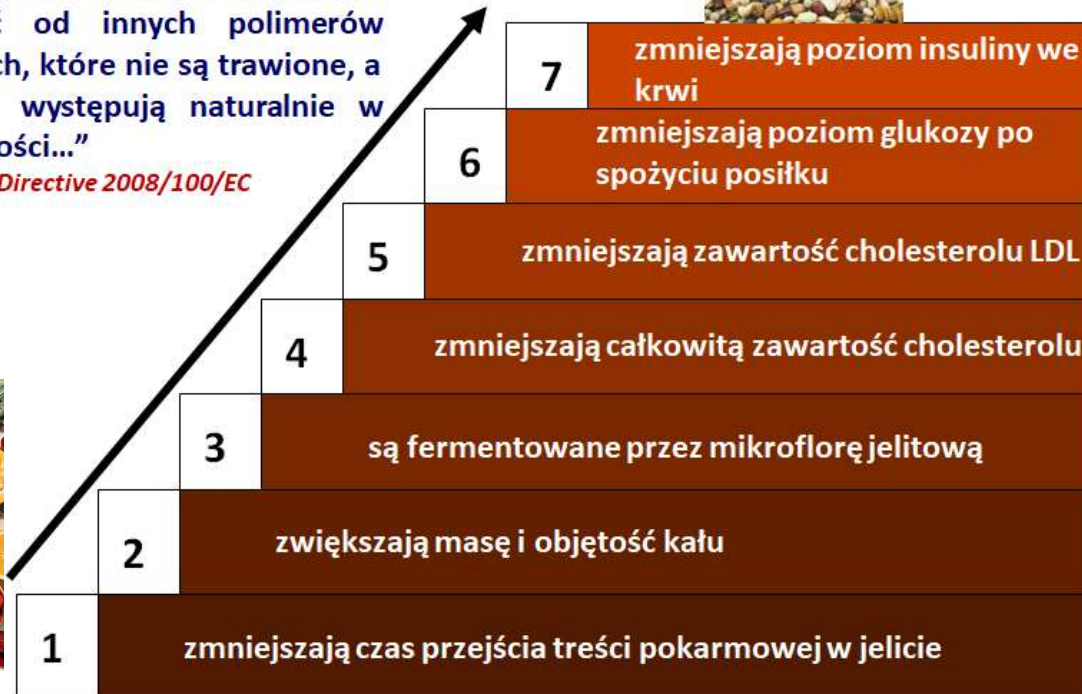 od innych polimerów
które nie są trawione, a
występują naturalnie w
Directive 2008/100/EC
7
zmniejszają poziom insuliny we
krwi
6
zmniejszają poziom glukozy po
spożyciu posiłku
5
zmniejszają zawartość cholesterolu LDL
4
zmniejszają całkowitą zawartość cholesterolu
3
są fermentowane przez mikroflorę jelitową
2
zwiększają masę i objętość kału
1
zmniejszają czas przejścia treści pokarmowej w jelicie